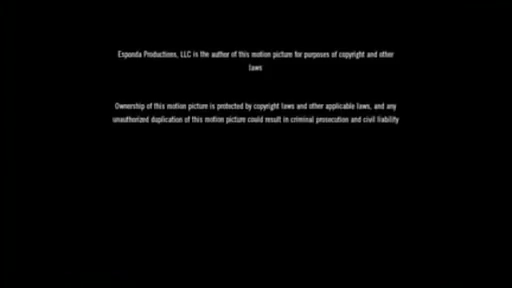 Esponda Productions, LLC is the author of this motion picture for purposes of copyright and other
laws
Ownership of this motion picture is protected by copyright laws and other applicable laws, and any
unauthorized duplication of this motion picture could result in criminal prosecution and civil liability